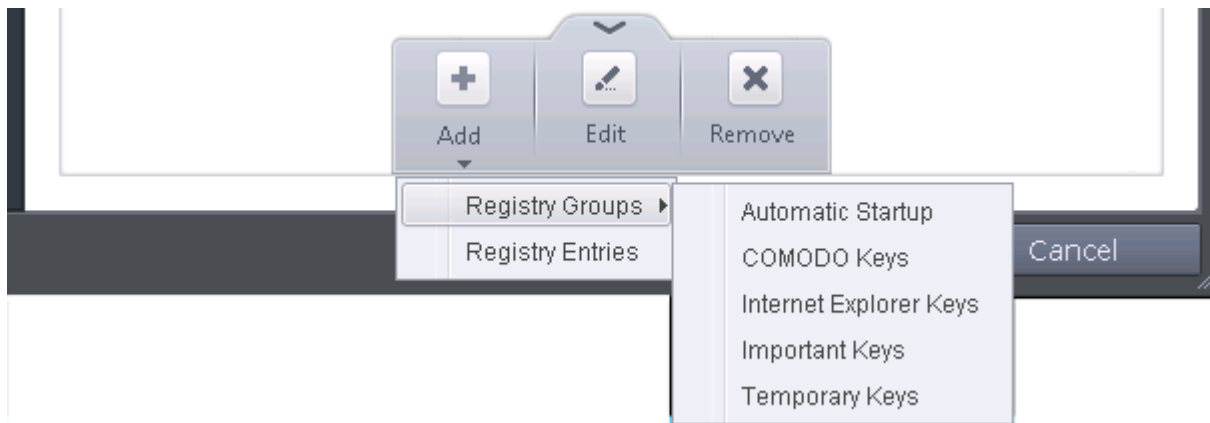 Add
Edit
Remove
Registry Groups
Registry Entries
Automatic Startup
COMODO Keys
Internet Explorer Keys
Important Keys
Temporary Keys
Cancel